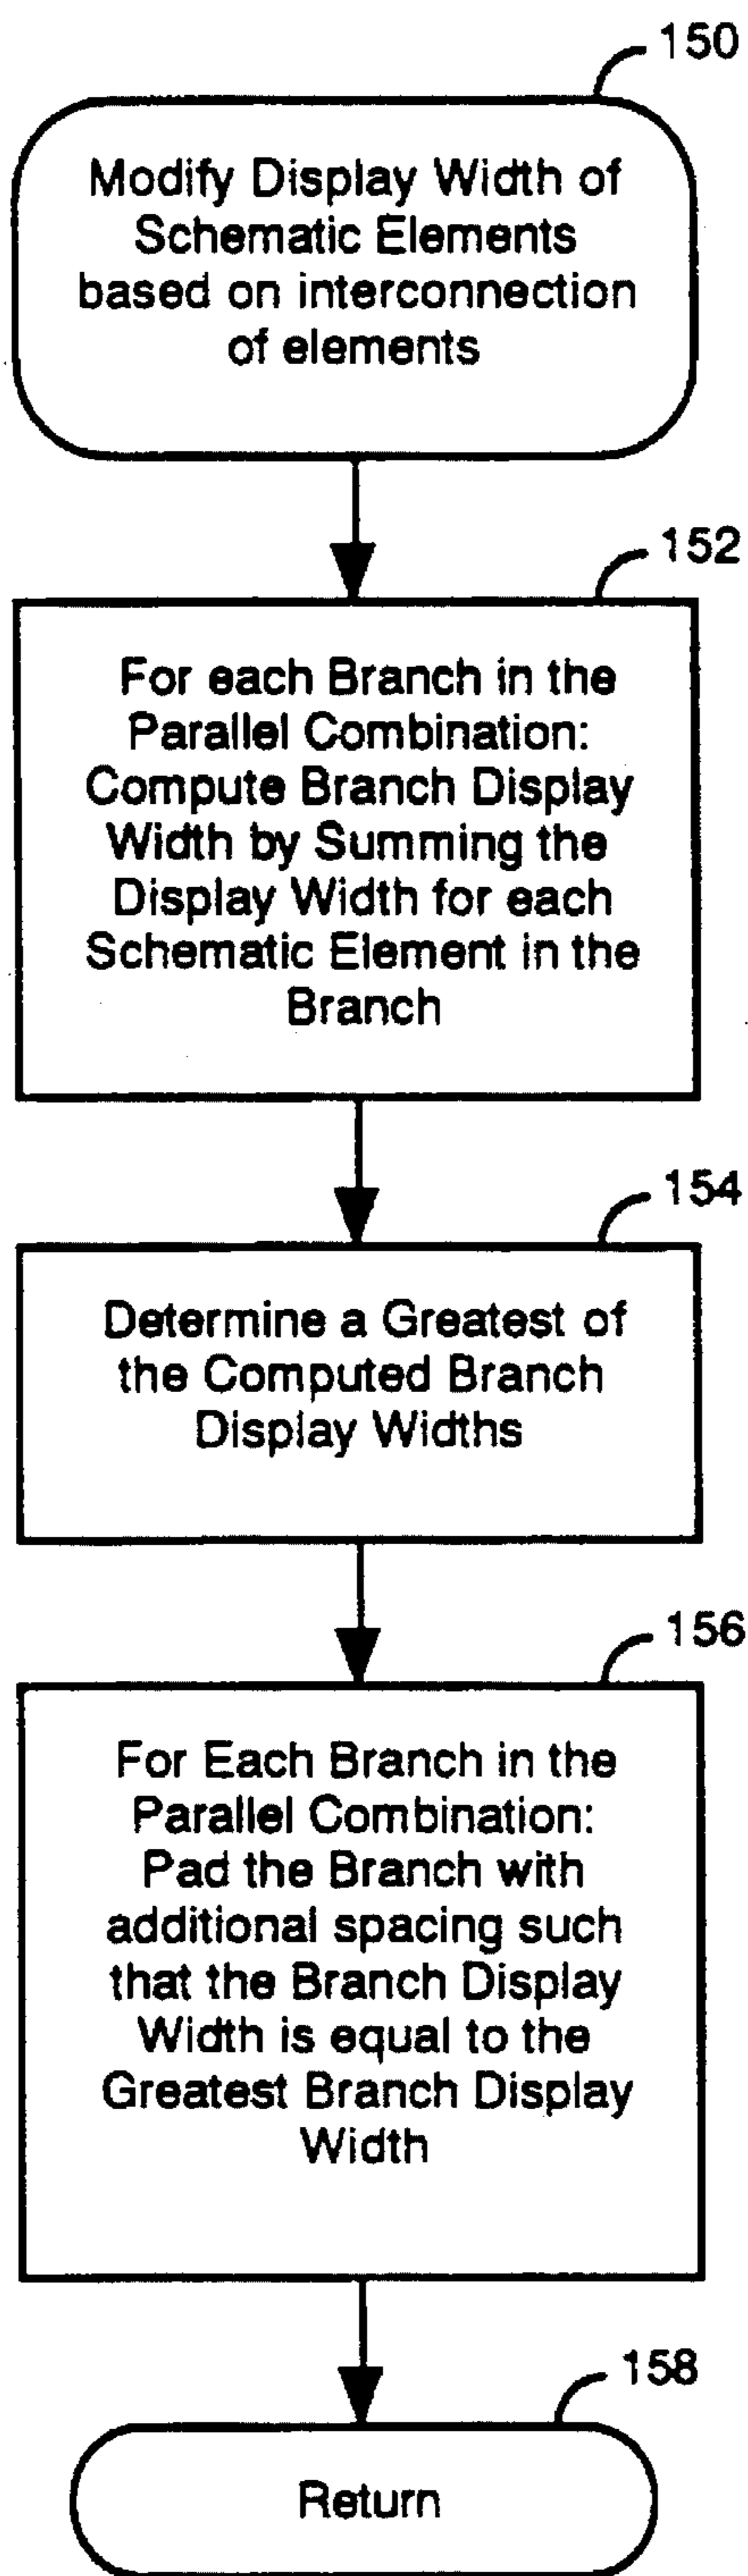 150
Modify Display Width of
Schematic Elements
based on interconnection
of elements
152
For each Branch in the
Parallel Combination:
Compute Branch Display
Width by Summing the
Display Width for each
Schematic Element in the
Branch
154
Determine a Greatest of
the Computed Branch
Display Widths
156
For Each Branch in the
Parallel Combination:
Pad the Branch with
additional spacing such
that the Branch Display
Width is equal to the
Greatest Branch Display
Width
158
Return